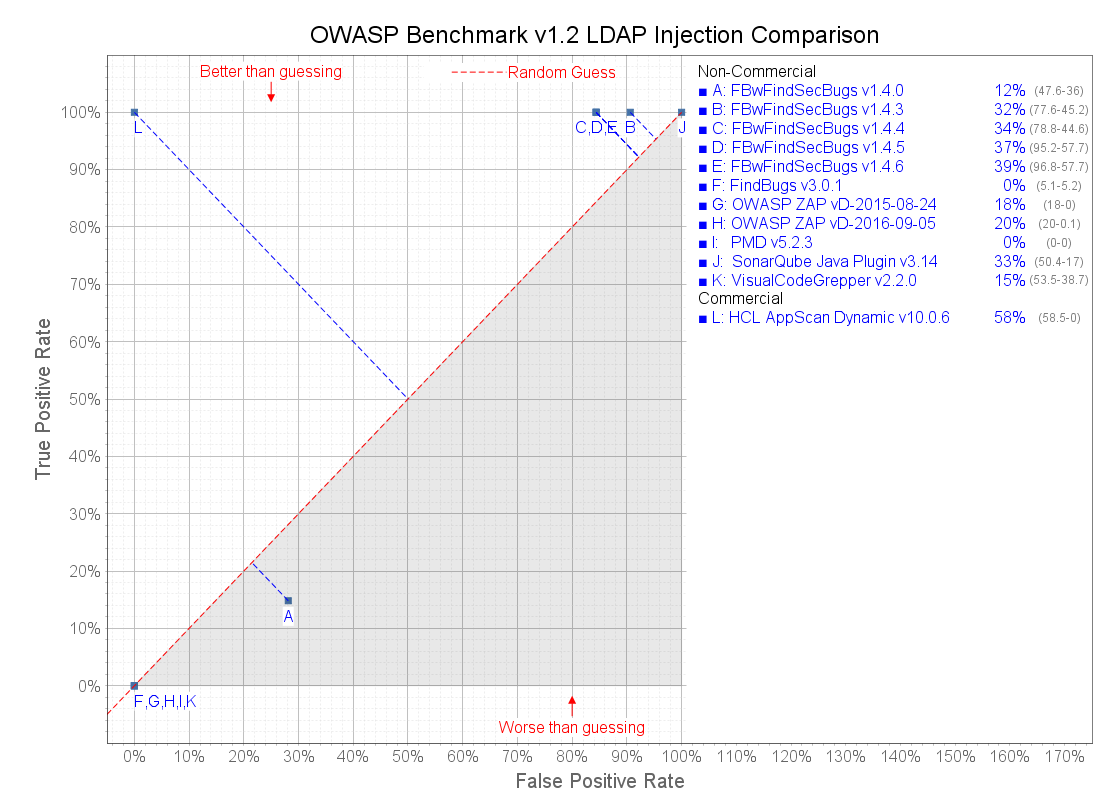 OWASP Benchmark v1.2 LDAP Injection Comparison
Better than guessing
Random Guess
Non-Commercial
A: FBwFindSecBugs v1.4.0 12% (47.6-36)
B: FBwFindSecBugs v1.4.3 32% (77.6-45.2)
C: FBwFindSecBugs v1.4.4 34% (78.8-44.6)
D: FBwFindSecBugs v1.4.5 37% (95.2-57.7)
E: FBwFindSecBugs v1.4.6 39% (96.8-57.7)
F: FindBugs v3.0.1 0% (5.1-5.2)
G: OWASP ZAP vD-2015-08-24 18% (18-0)
H: OWASP ZAP vD-2016-09-05 20% (20-0.1)
I: PMD v5.2.3 0% (0-0)
J: SonarQube Java Plugin v3.14 33% (50.4-17)
K: VisualCodeGrepper v2.2.0 15% (53.5-38.7)
Commercial
L: HCL AppScan Dynamic v10.0.6 58% (58.5-0)
100%
L
C,D,E B J
90%
80%
70%
60%
50%
40%
30%
20%
10%
A
0%
F,G,H,I,K
Worse than guessing
True Positive Rate
0% 10% 20% 30% 40% 50% 60% 70% 80% 90% 100% 110% 120% 130% 140% 150% 160% 170%
False Positive Rate